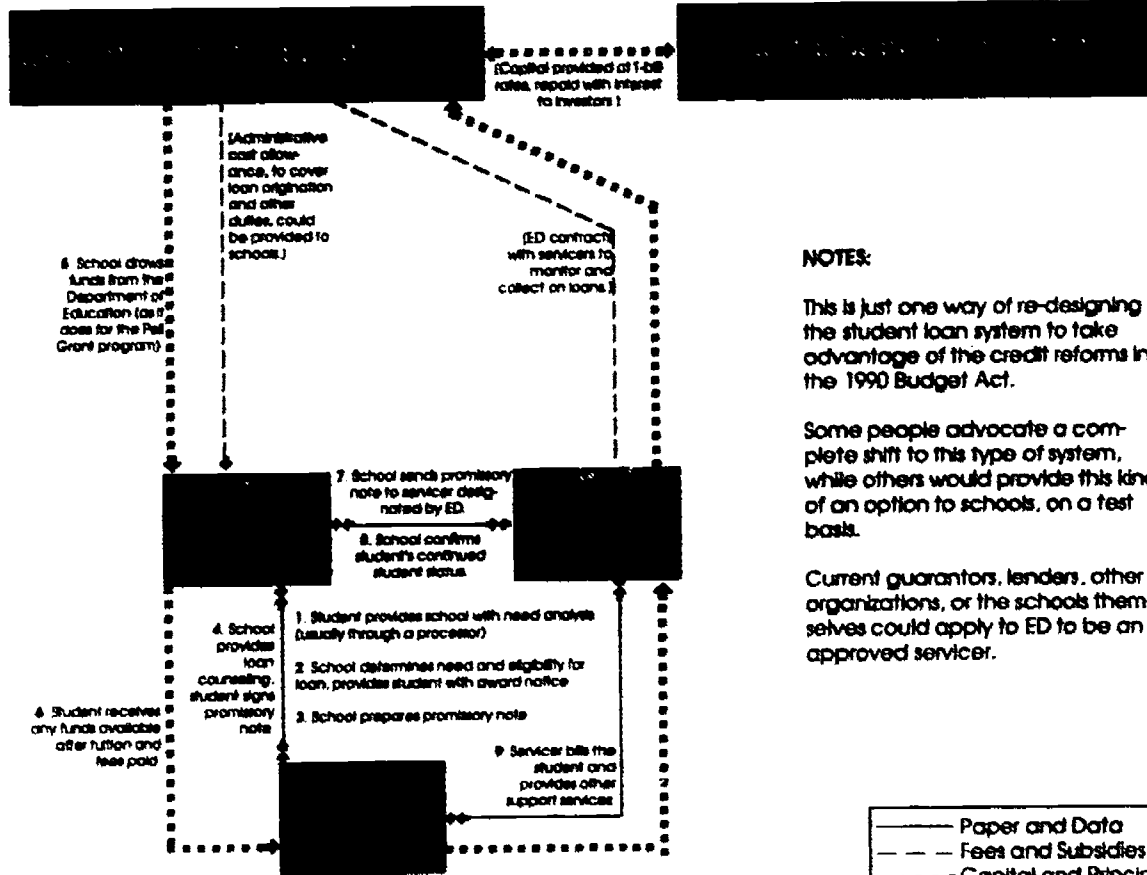 (Capital provided at T-bill
rates, repaid with interest
to investors.)
(Administrative
cost allow-
ance, to cover
loan origination
and other
duties, could
be provided to
schools.)
(ED contracts
with servicers to
monitor and
collect on loans.)
School draws
funds from the
Department of
Education (as it
does for the Pell
Grant program)
NOTES:
This is just one way of re-designing
the student loan system to take
advantage of the credit reforms in
the 1990 Budget Act.
Some people advocate a com-
plete shift to this type of system,
while others would provide this kind
of an option to schools, on a test
basis.
Current guarantors, lenders, other
organizations, or the schools them-
selves could apply to ED to be an
approved servicer.
7. School sends promissory
note to servicer desig-
nated by ED.
8. School confirms
student's continued
student status.
1. Student provides school with need analysis
(usually through a processor)
2. School determines need and eligibility for
loan, provides student with award notice
3. School prepares promissory note
4. School
provides
loan
counseling,
student signs
promissory
note
6. Student receives
any funds available
after tuition and
fees paid
9. Servicer bills the
student and
provides other
support services
Paper and Data
Fees and Subsidies
Capital and